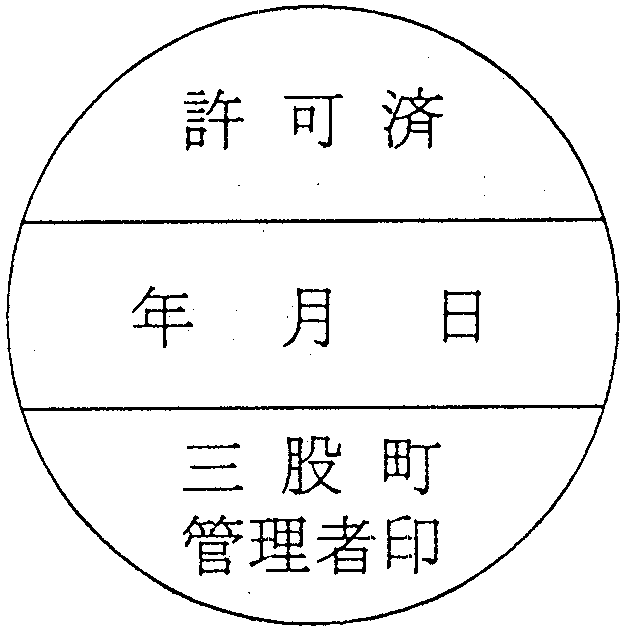 許可済
年 月 日
三股町
管理者印